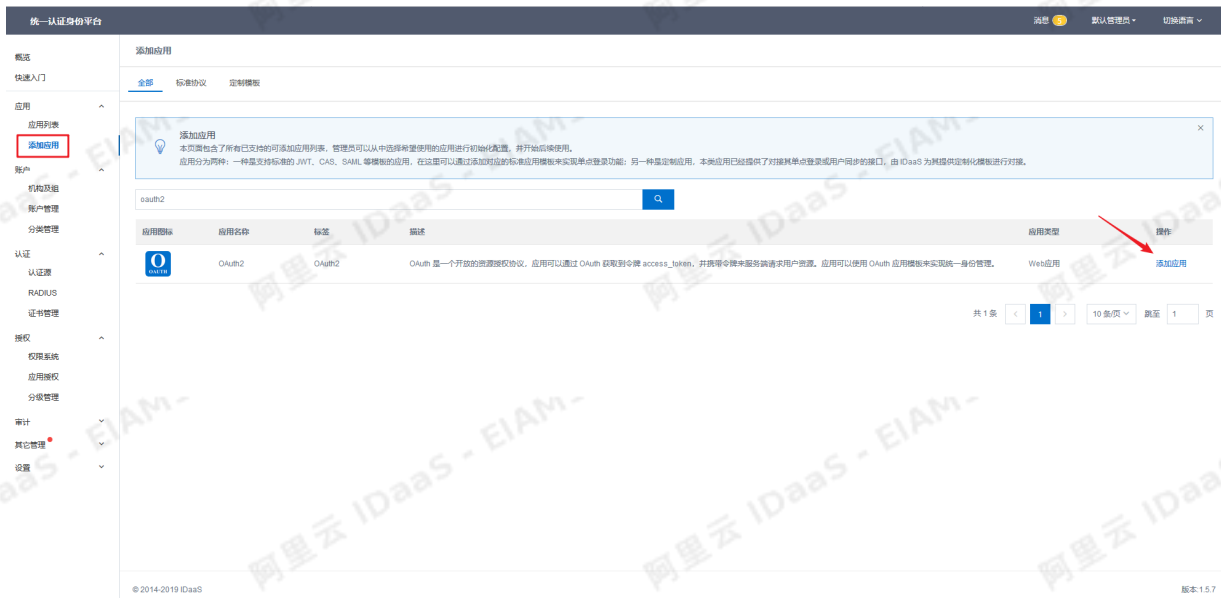 统一认证身份平台
消息 5 默认管理员 切换语言
概览
快速入门
应用
应用列表
添加应用
账户
机构及组
账户管理
分类管理
认证
认证源
RADIUS
证书管理
授权
权限系统
应用授权
分级管理
审计
其它管理
设置
添加应用
全部 标准协议 定制模板
添加应用
本页面包含了所有已支持的可添加应用列表，管理员可以从中选择希望使用的应用进行初始化配置，并开始后续使用。
应用分为两种：一种是支持标准的 JWT、CAS、SAML 等模板的应用，在这里可以通过添加对应的标准应用模板来实现单点登录功能；另一种是定制应用，本类应用已经提供了对接其单点登录或用户同步的接口，由 IDaaS 为其提供定制化模板进行对接。
oauth2
应用图标 应用名称 标签 描述 应用类型 操作
O
OAUTH
OAuth2 OAuth2 OAuth 是一个开放的资源授权协议，应用可以通过 OAuth 获取到令牌 access_token，并携带令牌来服务端请求用户资源。应用可以使用 OAuth 应用模板来实现统一身份管理。 Web应用 添加应用
共 1 条 < 1 > 10 条/页 跳至 1 页
© 2014-2019 IDaaS 版本:1.5.7
阿里云 IDaaS - EIAM